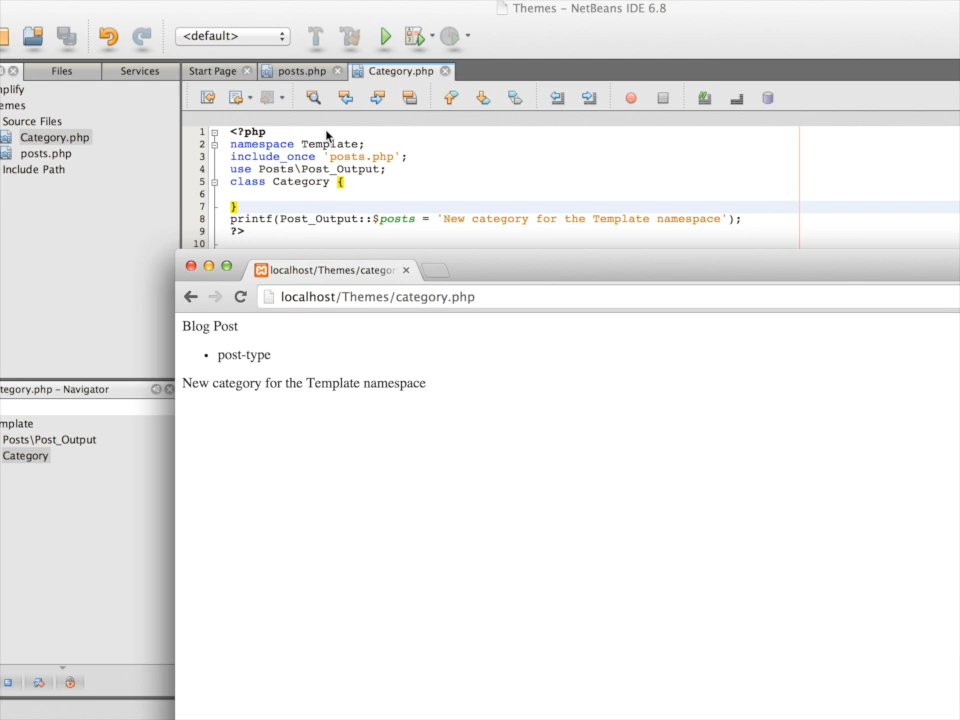 Themes – NetBeans IDE 6.8
<default>
Files
Services
Start Page
posts.php
Category.php
plify
emes
Source Files
Category.php
posts.php
Include Path
1 <?php
2 namespace Template;
3 include_once 'posts.php';
4 use Posts\Post_Output;
5 class Category {
6
7 }
8 printf(Post_Output::$posts = 'New category for the Template namespace');
9 ?>
10
localhost/Themes/categor
localhost/Themes/category.php
Blog Post
• post-type
New category for the Template namespace
tegory.php – Navigator
mplate
Posts\Post_Output
Category